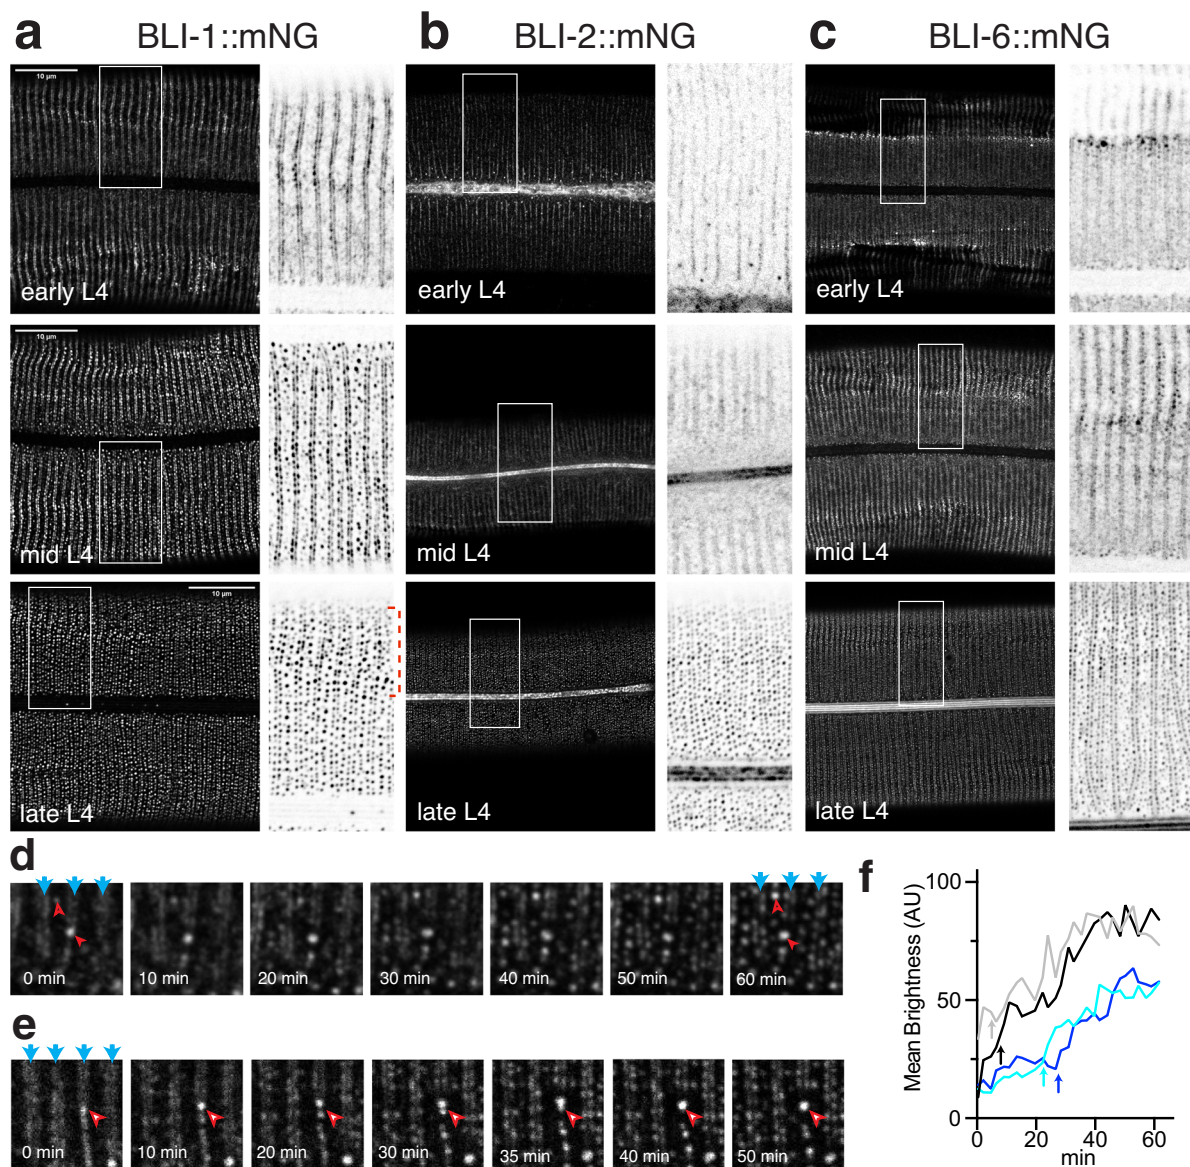 a BLI-1::mNG b BLI-2::mNG c BLI-6::mNG
10 µm
early L4 early L4 early L4
10 µm
mid L4 mid L4 mid L4
10 µm
late L4 late L4 late L4
d
0 min 10 min 20 min 30 min 40 min 50 min 60 min
e
0 min 10 min 20 min 30 min 35 min 40 min 50 min
f
Mean Brightness (AU)
100
50
0
0 20 40 60
min